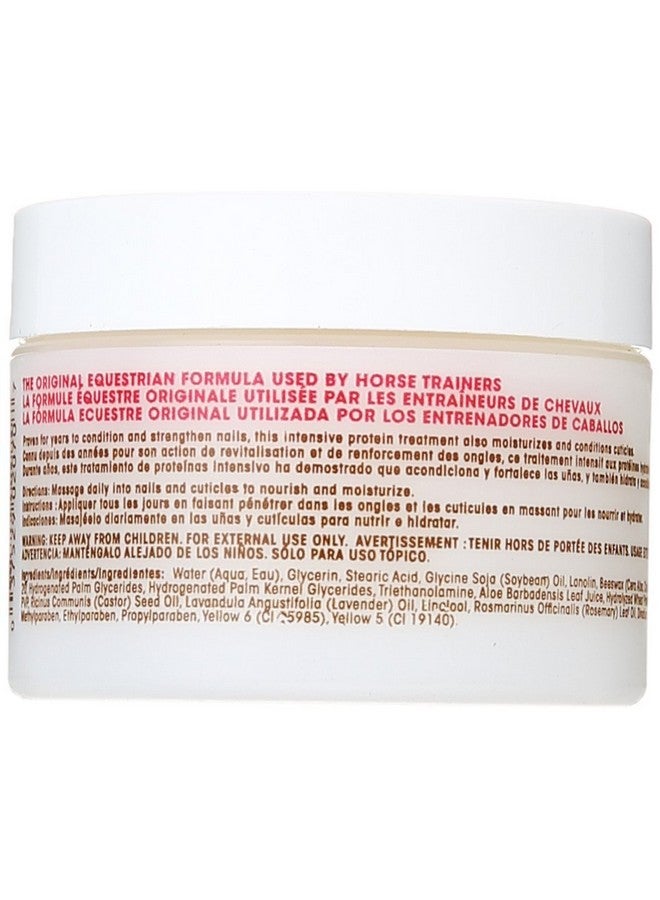 THE ORIGINAL EQUESTRIAN FORMULA USED BY HORSE TRAINERS
LA FORMULE ÉQUESTRE ORIGINALE UTILISÉE PAR LES ENTRAÎNEURS DE CHEVAUX
LA FÓRMULA ECUESTRE ORIGINAL UTILIZADA POR LOS ENTRENADORES DE CABALLOS
Proven for years to condition and strengthen nails, this intensive protein treatment also moisturizes and conditions cuticles.
Connu depuis des années pour son action de revitalisation et de renforcement des ongles, ce traitement intensif aux protéines
Durante años, este tratamiento de proteínas intensivo ha demostrado que acondiciona y fortalece las uñas, y también hidrata y
Directions: Massage daily into nails and cuticles to nourish and moisturize.
Instructions : Appliquer tous les jours en faisant pénétrer dans les ongles et les cuticules en massant pour les nourrir et hydrater.
Indicaciones: Masajéelo diariamente en las uñas y cutículas para nutrir e hidratar.
WARNING: KEEP AWAY FROM CHILDREN. FOR EXTERNAL USE ONLY. AVERTISSEMENT : TENIR HORS DE PORTÉE DES ENFANTS. USAGE
ADVERTENCIA: MANTÉNGALO ALEJADO DE LOS NIÑOS. SÓLO PARA USO TÓPICO.
Ingredients/Ingrédients/Ingredientes: Water (Aqua, Eau), Glycerin, Stearic Acid, Glycine Soja (Soybean) Oil, Lanolin, Beeswax
20, Hydrogenated Palm Glycerides, Hydrogenated Palm Kernel Glycerides, Triethanolamine, Aloe Barbadensis Leaf Juice, Hydrolyzed Wheat
PVP, Ricinus Communis (Castor) Seed Oil, Lavandula Angustifolia (Lavender) Oil, Linalool, Rosmarinus Officinalis (Rosemary) Leaf Oil,
Methylparaben, Ethylparaben, Propylparaben, Yellow 6 (CI 15985), Yellow 5 (CI 19140).